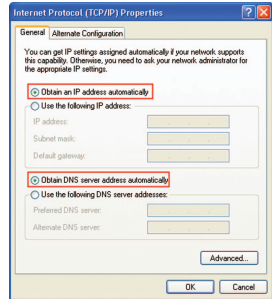 Internet Protocol (TCP/IP) Properties
General Alternate Configuration
You can get IP settings assigned automatically if your network supports
this capability. Otherwise, you need to ask your network administrator for
the appropriate IP settings.
Obtain an IP address automatically
Use the following IP address:
IP address:
Subnet mask:
Default gateway:
Obtain DNS server address automatically
Use the following DNS server addresses:
Preferred DNS server:
Alternate DNS server:
Advanced...
OK Cancel